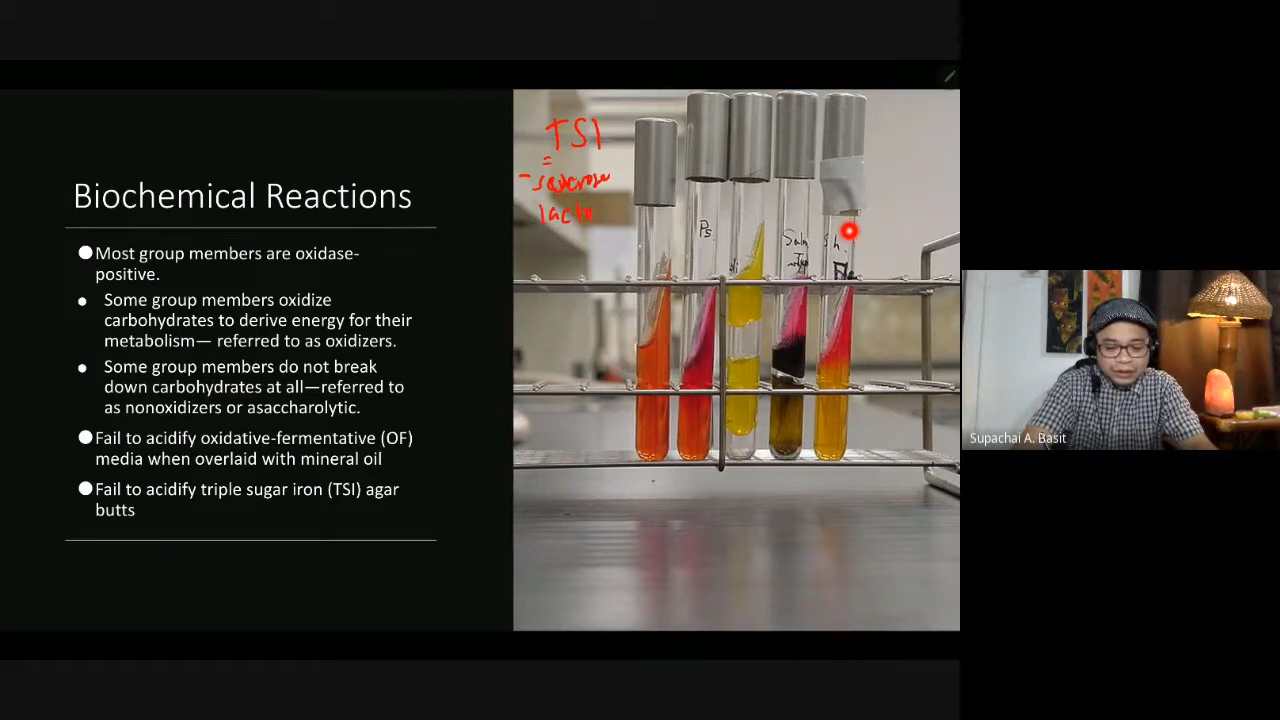 Biochemical Reactions
●Most group members are oxidase-
positive.
● Some group members oxidize
carbohydrates to derive energy for their
metabolism— referred to as oxidizers.
● Some group members do not break
down carbohydrates at all—referred to
as nonoxidizers or asaccharolytic.
●Fail to acidify oxidative-fermentative (OF)
media when overlaid with mineral oil
●Fail to acidify triple sugar iron (TSI) agar
butts
TSI
lacto
Ps.
Sh.
Supachai A. Basit